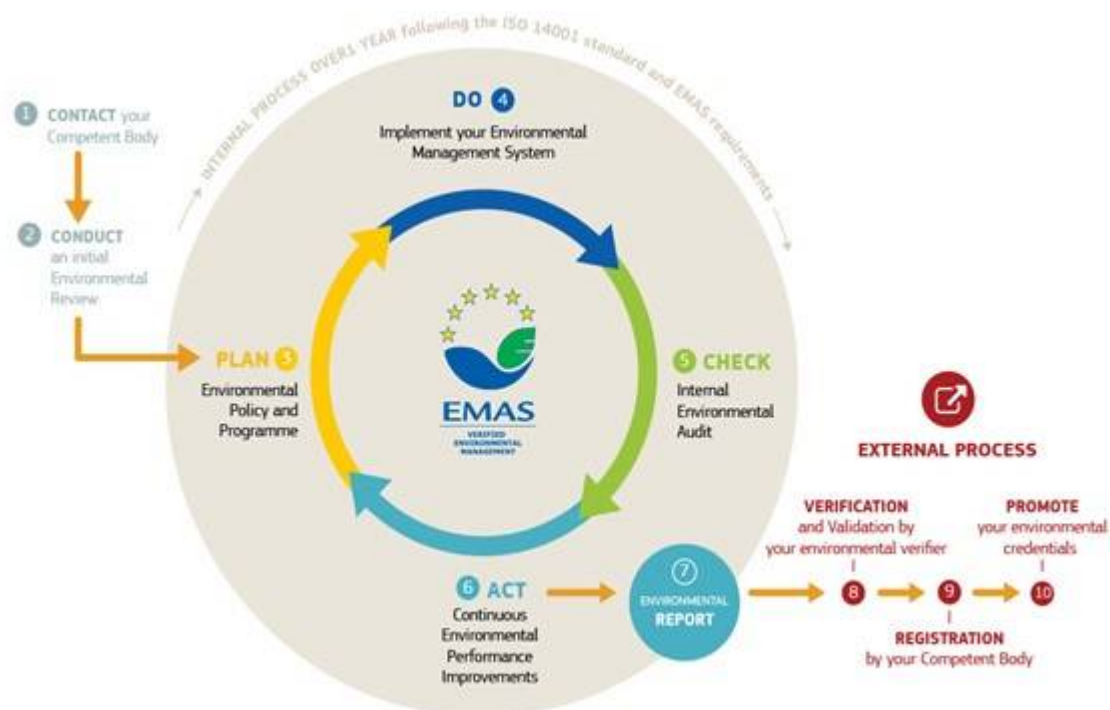 INTERNAL PROCESS OVER1 YEAR following the ISO 14001 standard and EMAS requirements
1 CONTACT your
Competent Body
2 CONDUCT
an initial
Environmental
Review
PLAN 3
Environmental
Policy and
Programme
DO 4
Implement your Environmental
Management System
EMAS
VERIFIED
ENVIRONMENTAL
MANAGEMENT
5 CHECK
Internal
Environmental
Audit
6 ACT
Continuous
Environmental
Performance
Improvements
7
ENVIRONMENTAL
REPORT
EXTERNAL PROCESS
VERIFICATION
and Validation by
your environmental verifier
8
9
REGISTRATION
by your Competent Body
PROMOTE
your environmental
credentials
10